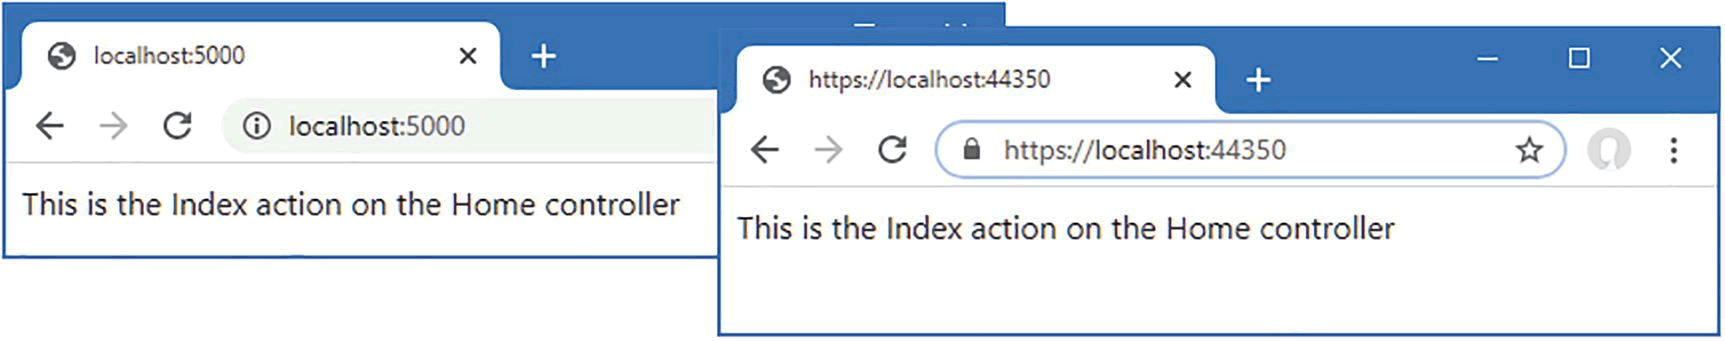 localhost:5000
localhost:5000
This is the Index action on the Home controller
https://localhost:44350
https://localhost:44350
This is the Index action on the Home controller